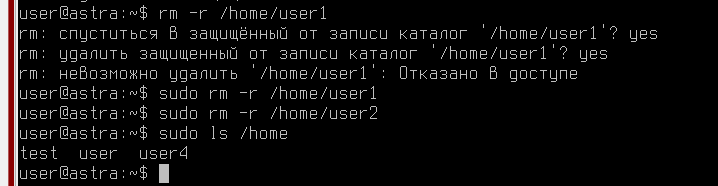 user@astra:~$ rm -r /home/user1
rm: спуститься в защищённый от записи каталог '/home/user1'? yes
rm: удалить защищенный от записи каталог '/home/user1'? yes
rm: невозможно удалить '/home/user1': Отказано в доступе
user@astra:~$ sudo rm -r /home/user1
user@astra:~$ sudo rm -r /home/user2
user@astra:~$ sudo ls /home
test  user  user4
user@astra:~$